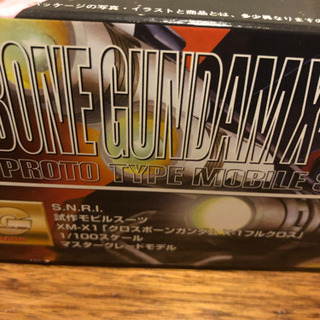 パッケージの写真・イラストと商品とは、多少異なりますの
BONE GUNDAM X-
PROTO TYPE MOBILE S
S.N.R.I.
試作モビルスーツ
XM-X1「クロスボーンガンダムX-1フルクロス」
1/100スケール
マスターグレードモデル